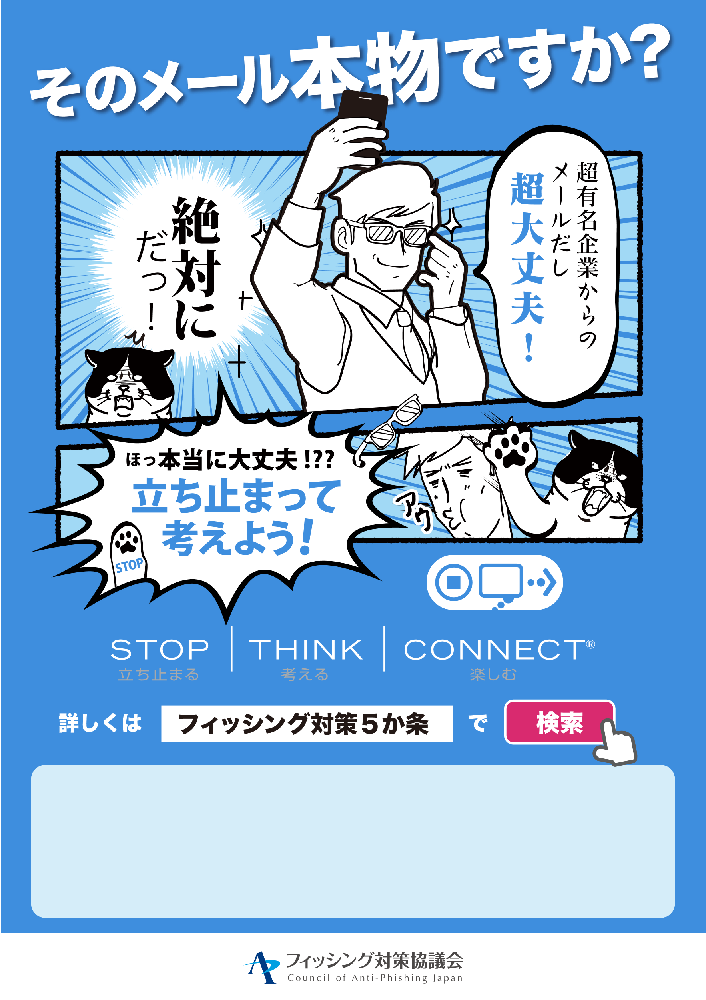 そのメール本物ですか?
超有名企業からの
メールだし
超大丈夫！
絶対に
だっ！
ほっ本当に大丈夫!??
立ち止まって
考えよう!
STOP
アウ
STOP | THINK | CONNECT®
立ち止まる 考える 楽しむ
詳しくは フィッシング対策5か条 で 検索
フィッシング対策協議会
Council of Anti-Phishing Japan